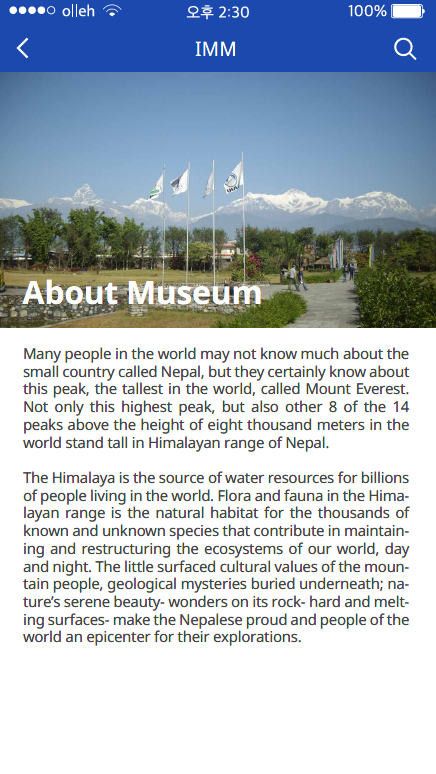 olleh
오후 2:30
100%
IMM
About Museum
Many people in the world may not know much about the
small country called Nepal, but they certainly know about
this peak, the tallest in the world, called Mount Everest.
Not only this highest peak, but also other 8 of the 14
peaks above the height of eight thousand meters in the
world stand tall in Himalayan range of Nepal.
The Himalaya is the source of water resources for billions
of people living in the world. Flora and fauna in the Hima-
layan range is the natural habitat for the thousands of
known and unknown species that contribute in maintain-
ing and restructuring the ecosystems of our world, day
and night. The little surfaced cultural values of the moun-
tain people, geological mysteries buried underneath; na-
ture's serene beauty- wonders on its rock- hard and melt-
ing surfaces- make the Nepalese proud and people of the
world an epicenter for their explorations.